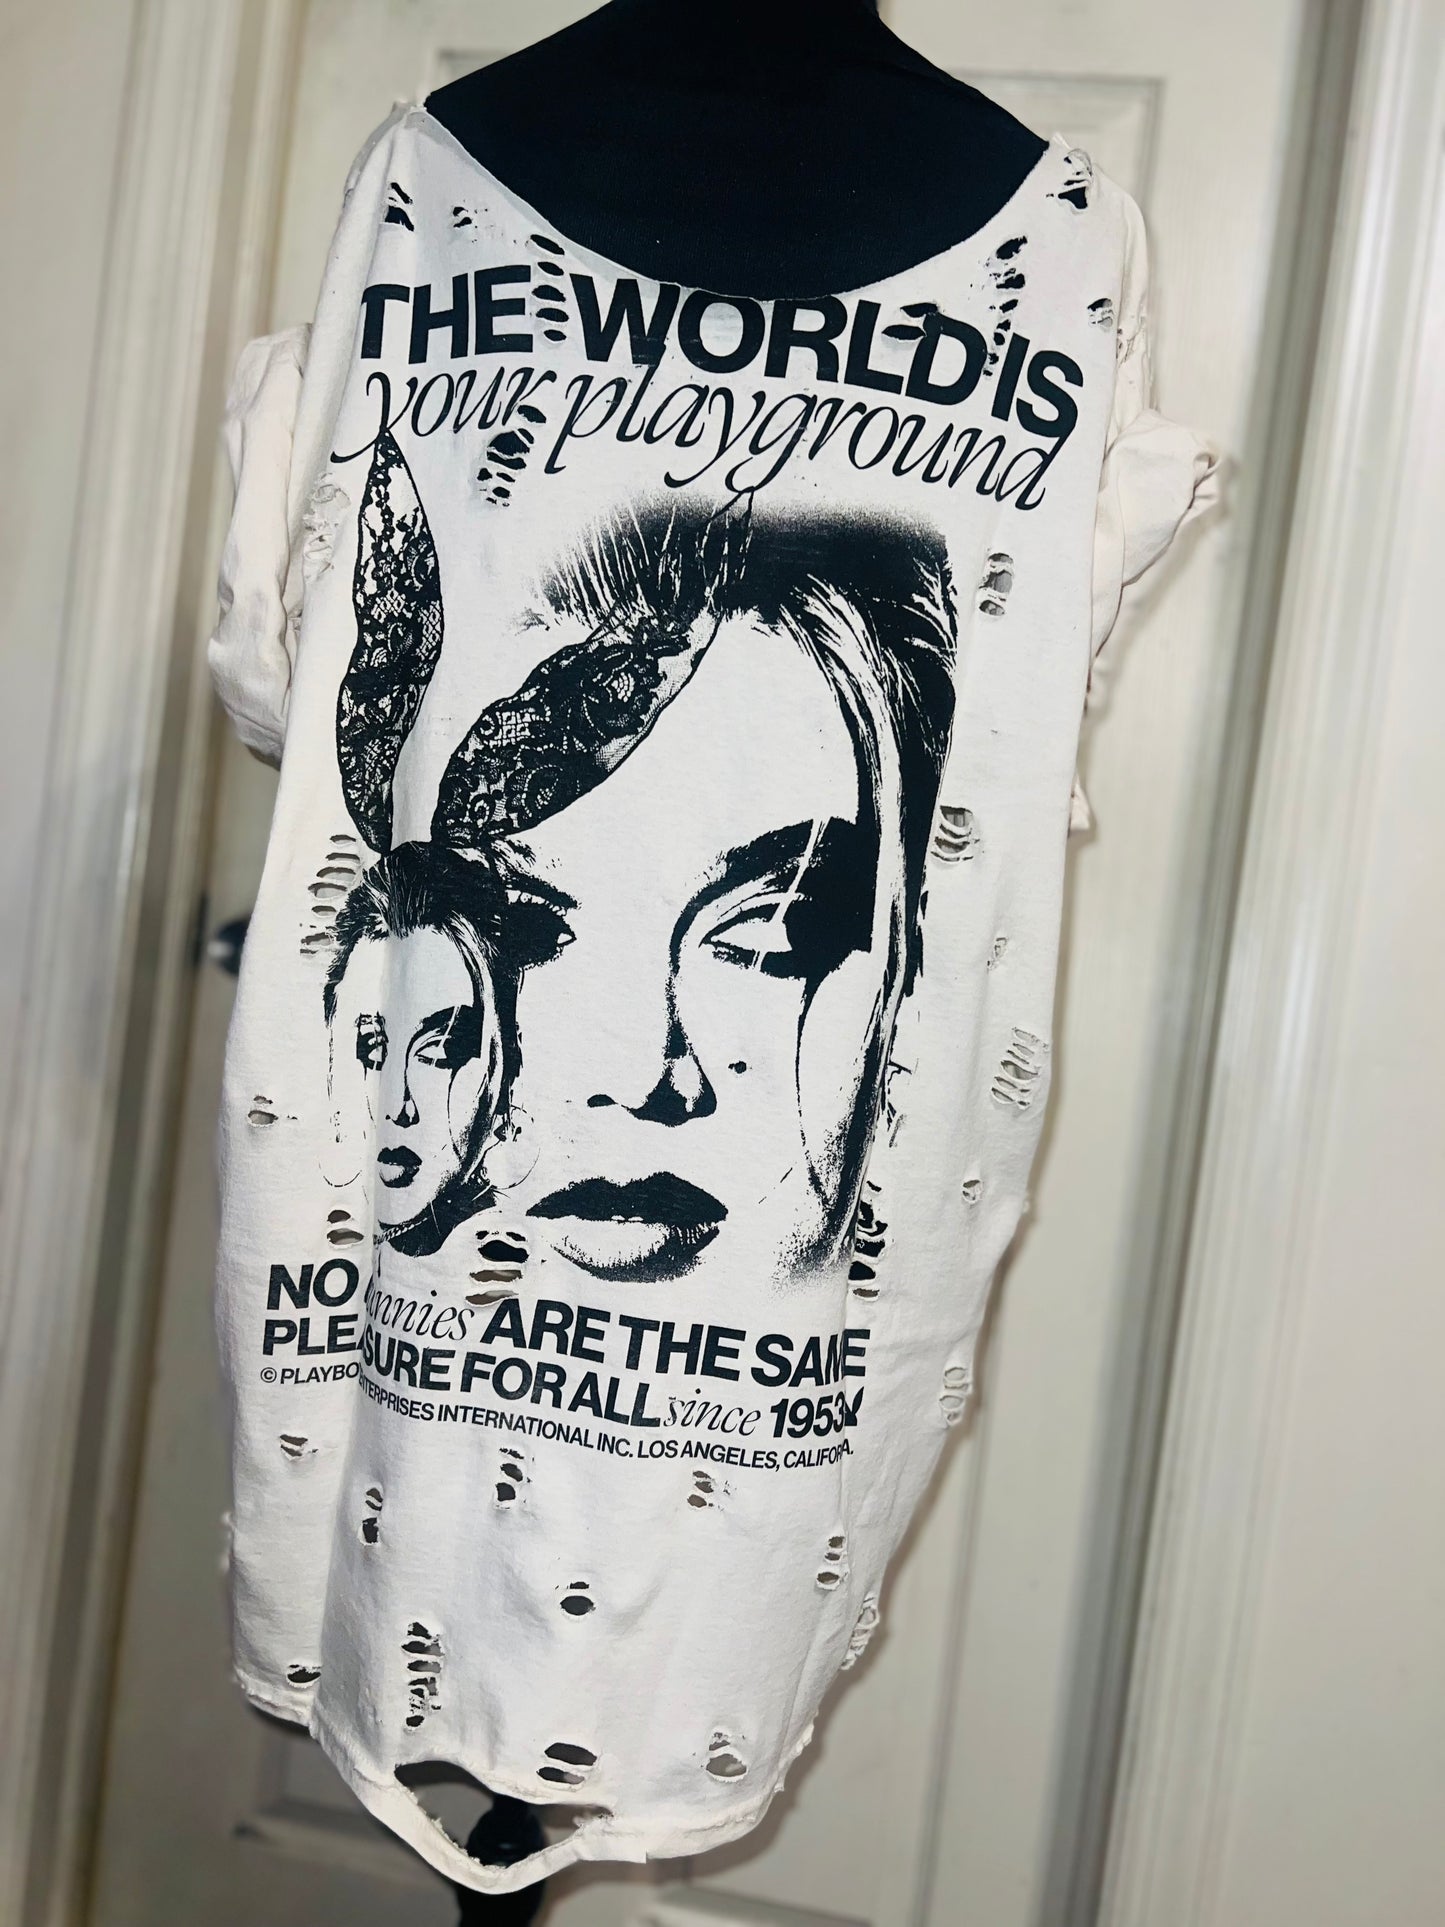 THE WORLD IS
your playground
NO bunnies ARE THE SAME
PLEASURE FOR ALL since 1953
© PLAYBOY ENTERPRISES INTERNATIONAL INC. LOS ANGELES, CALIFORNIA.